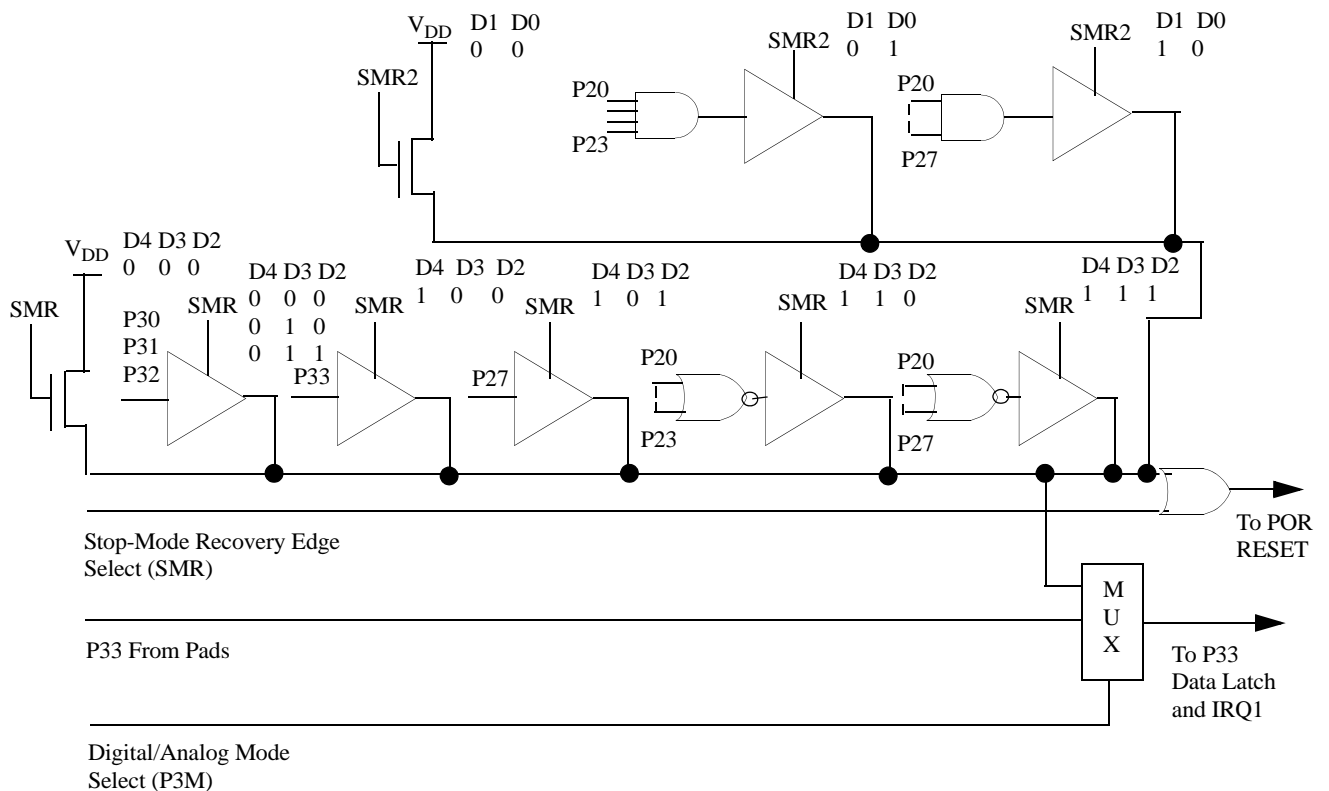 VDD
D1 D0
0 0
SMR2
SMR2
D1 D0
0 1
P20
P23
SMR2
D1 D0
1 0
P20
P27
VDD
D4 D3 D2
0 0 0
SMR
P30
P31
P32
SMR
D4 D3 D2
0 0 0
0 1 0
0 1 1
P33
SMR
D4 D3 D2
1 0 0
P27
SMR
D4 D3 D2
1 0 1
P20
P23
SMR
D4 D3 D2
1 1 0
P20
P27
SMR
D4 D3 D2
1 1 1
To POR
RESET
Stop-Mode Recovery Edge
Select (SMR)
M
U
X
P33 From Pads
To P33
Data Latch
and IRQ1
Digital/Analog Mode
Select (P3M)